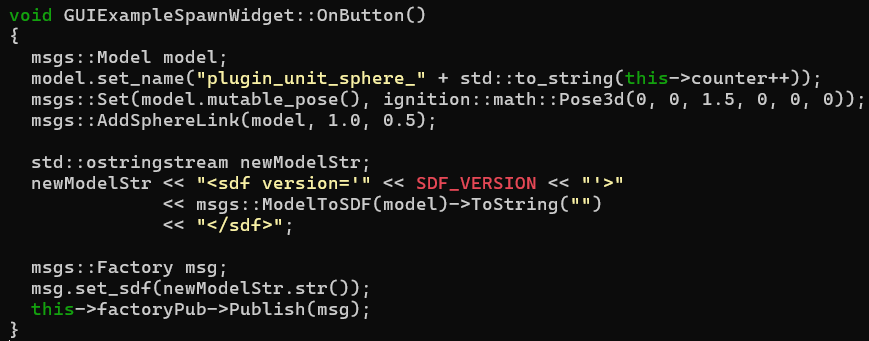 void GUIExampleSpawnWidget::OnButton()
{
  msgs::Model model;
  model.set_name("plugin_unit_sphere_" + std::to_string(this->counter++));
  msgs::Set(model.mutable_pose(), ignition::math::Pose3d(0, 0, 1.5, 0, 0, 0));
  msgs::AddSphereLink(model, 1.0, 0.5);

  std::ostringstream newModelStr;
  newModelStr << "<sdf version='" << SDF_VERSION << "'>"
              << msgs::ModelToSDF(model)->ToString("")
              << "</sdf>";

  msgs::Factory msg;
  msg.set_sdf(newModelStr.str());
  this->factoryPub->Publish(msg);
}